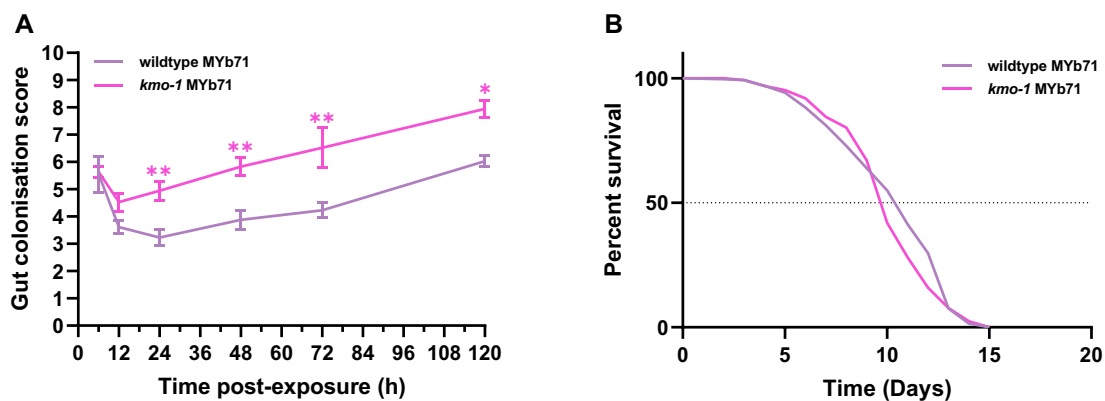 A
wildtype MYb71
kmo-1 MYb71
Gut colonisation score
10
9
8
7
6
5
4
3
2
1
0
** ** ** *
0 12 24 36 48 60 72 84 96 108 120
Time post-exposure (h)
B
wildtype MYb71
kmo-1 MYb71
Percent survival
100
50
0
0 5 10 15 20
Time (Days)